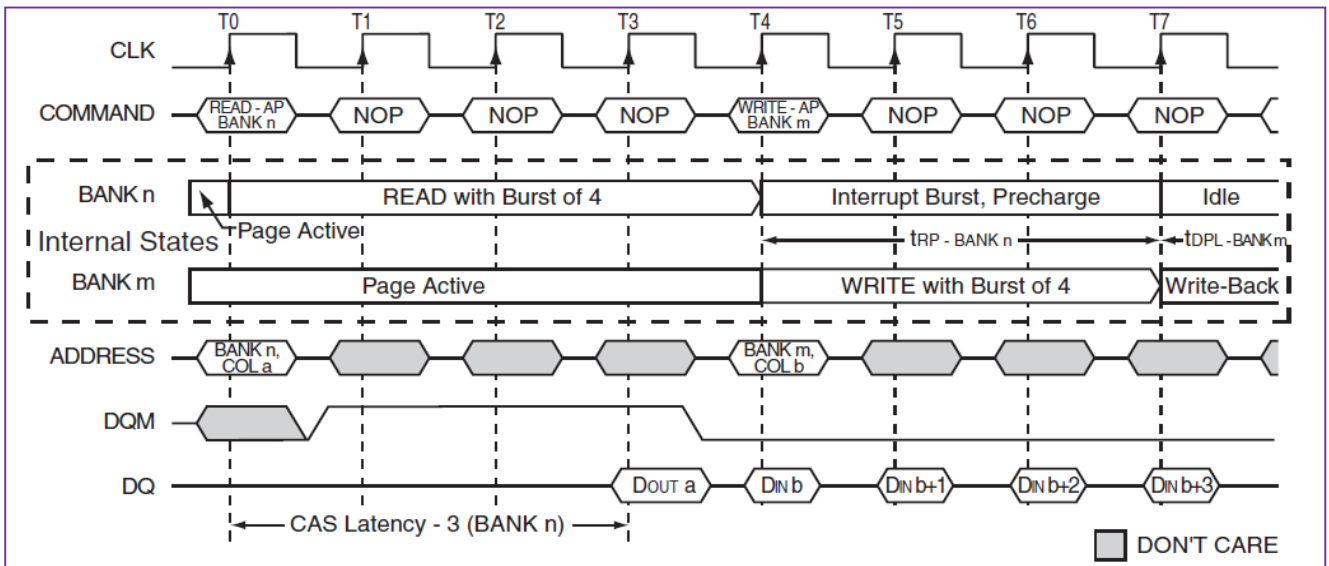 T0 T1 T2 T3 T4 T5 T6 T7
CLK
COMMAND READ - AP BANK n NOP NOP NOP WRITE - AP BANK m NOP NOP NOP
BANK n READ with Burst of 4 Interrupt Burst, Precharge Idle
Page Active
Internal States tRP - BANK n tDPL - BANK m
BANK m Page Active WRITE with Burst of 4 Write-Back
ADDRESS BANK n, COL a BANK m, COL b
DQM
DQ DOUT a DIN b DIN b+1 DIN b+2 DIN b+3
CAS Latency - 3 (BANK n)
DON'T CARE